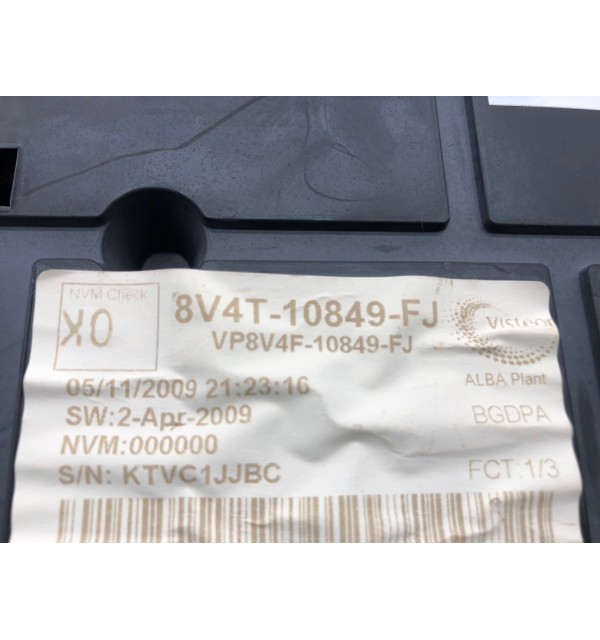 NVM Check
OK
8V4T-10849-FJ
VP8V4F-10849-FJ
Visteon
ALBA Plant
05/11/2009 21:23:16
SW:2-Apr-2009
BGDPA
NVM:000000
S/N: KTVC1JJBC
FCT:1/3